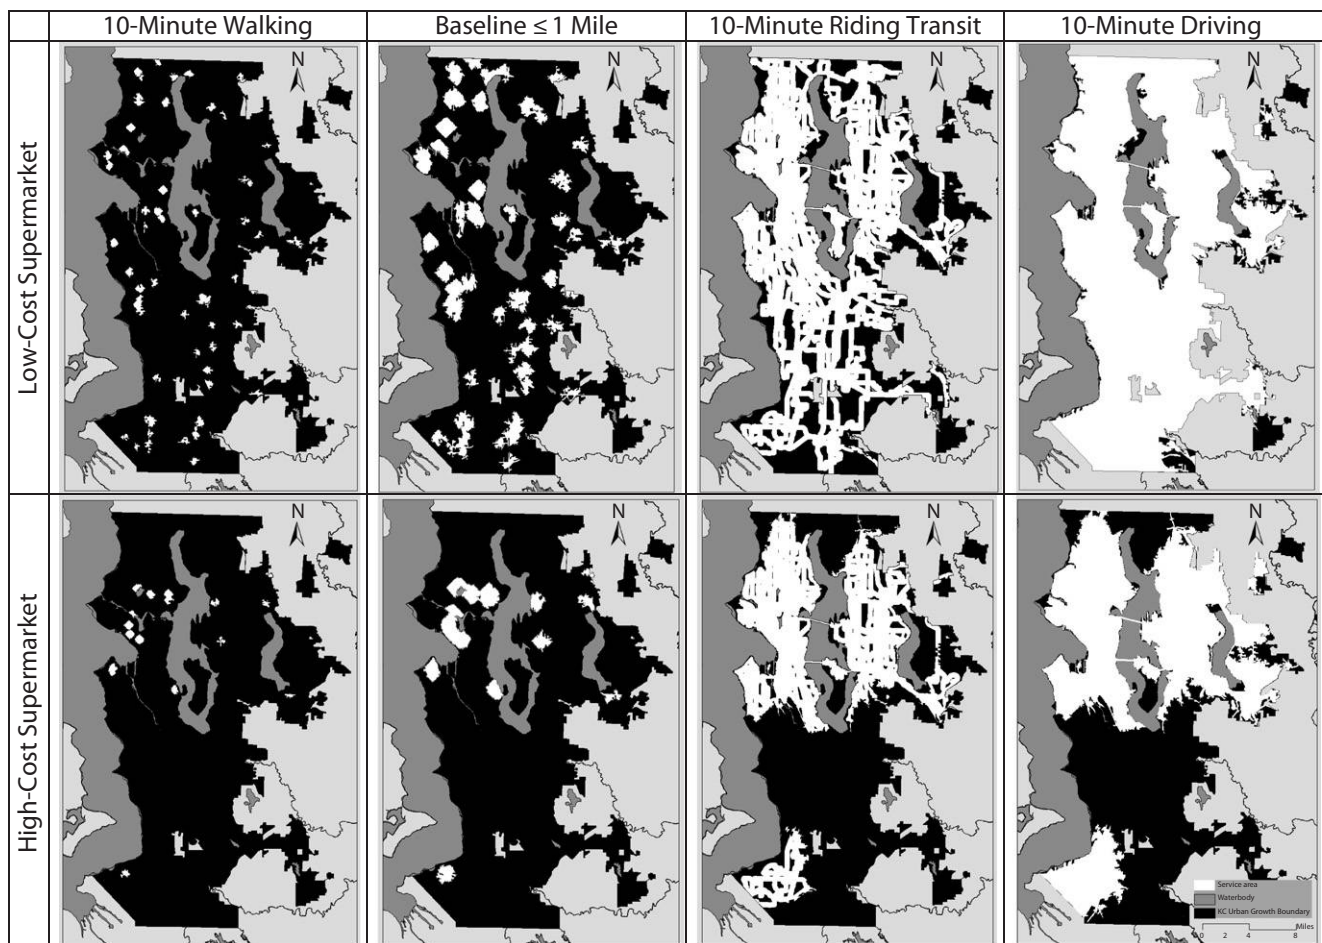 10-Minute Walking
Baseline ≤ 1 Mile
10-Minute Riding Transit
10-Minute Driving
Low-Cost Supermarket
N
N
N
N
High-Cost Supermarket
N
N
N
N
Service area
Waterbody
KC Urban Growth Boundary
Miles
0 2 4 8